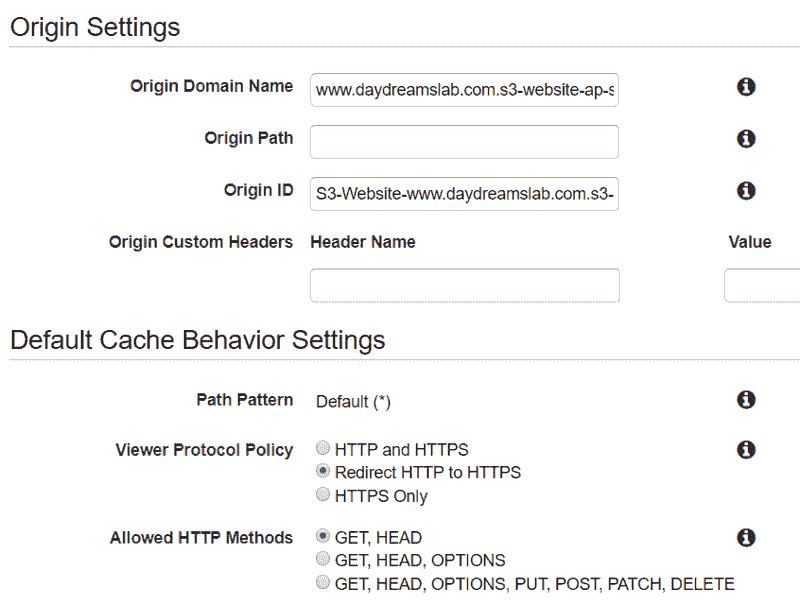 Origin Settings
Origin Domain Name www.daydreamslab.com.s3-website-ap-s
Origin Path
Origin ID S3-Website-www.daydreamslab.com.s3-
Origin Custom Headers Header Name Value
Default Cache Behavior Settings
Path Pattern Default (*)
Viewer Protocol Policy HTTP and HTTPS
Redirect HTTP to HTTPS
HTTPS Only
Allowed HTTP Methods GET, HEAD
GET, HEAD, OPTIONS
GET, HEAD, OPTIONS, PUT, POST, PATCH, DELETE